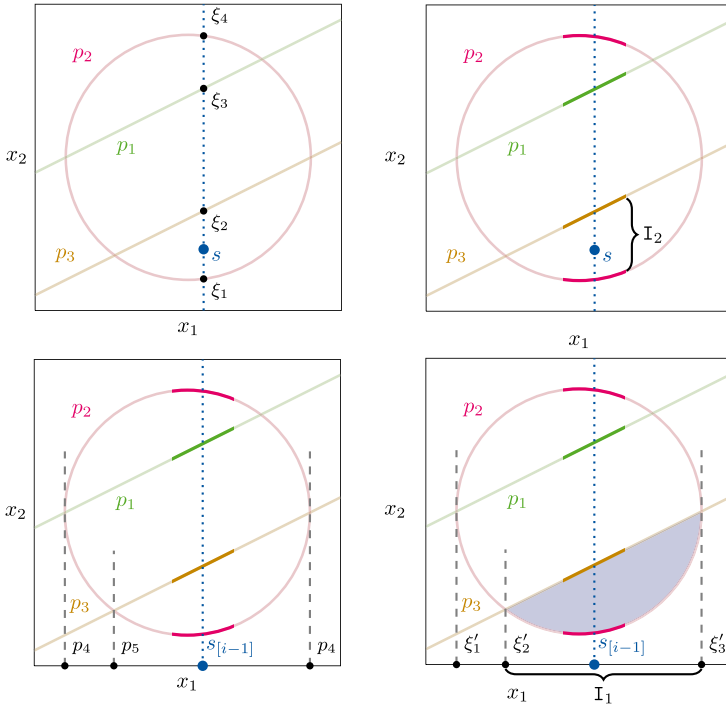 ξ₄
p₂
ξ₃
p₁
x₂
ξ₂
p₃
s
ξ₁
x₁
p₂
p₁
x₂
I₂
p₃
s
x₁
p₂
p₁
x₂
p₃
p₄ p₅ s[i−1] p₄
x₁
p₂
p₁
x₂
p₃
ξ′₁ ξ′₂ s[i−1] ξ′₃
x₁ I₁